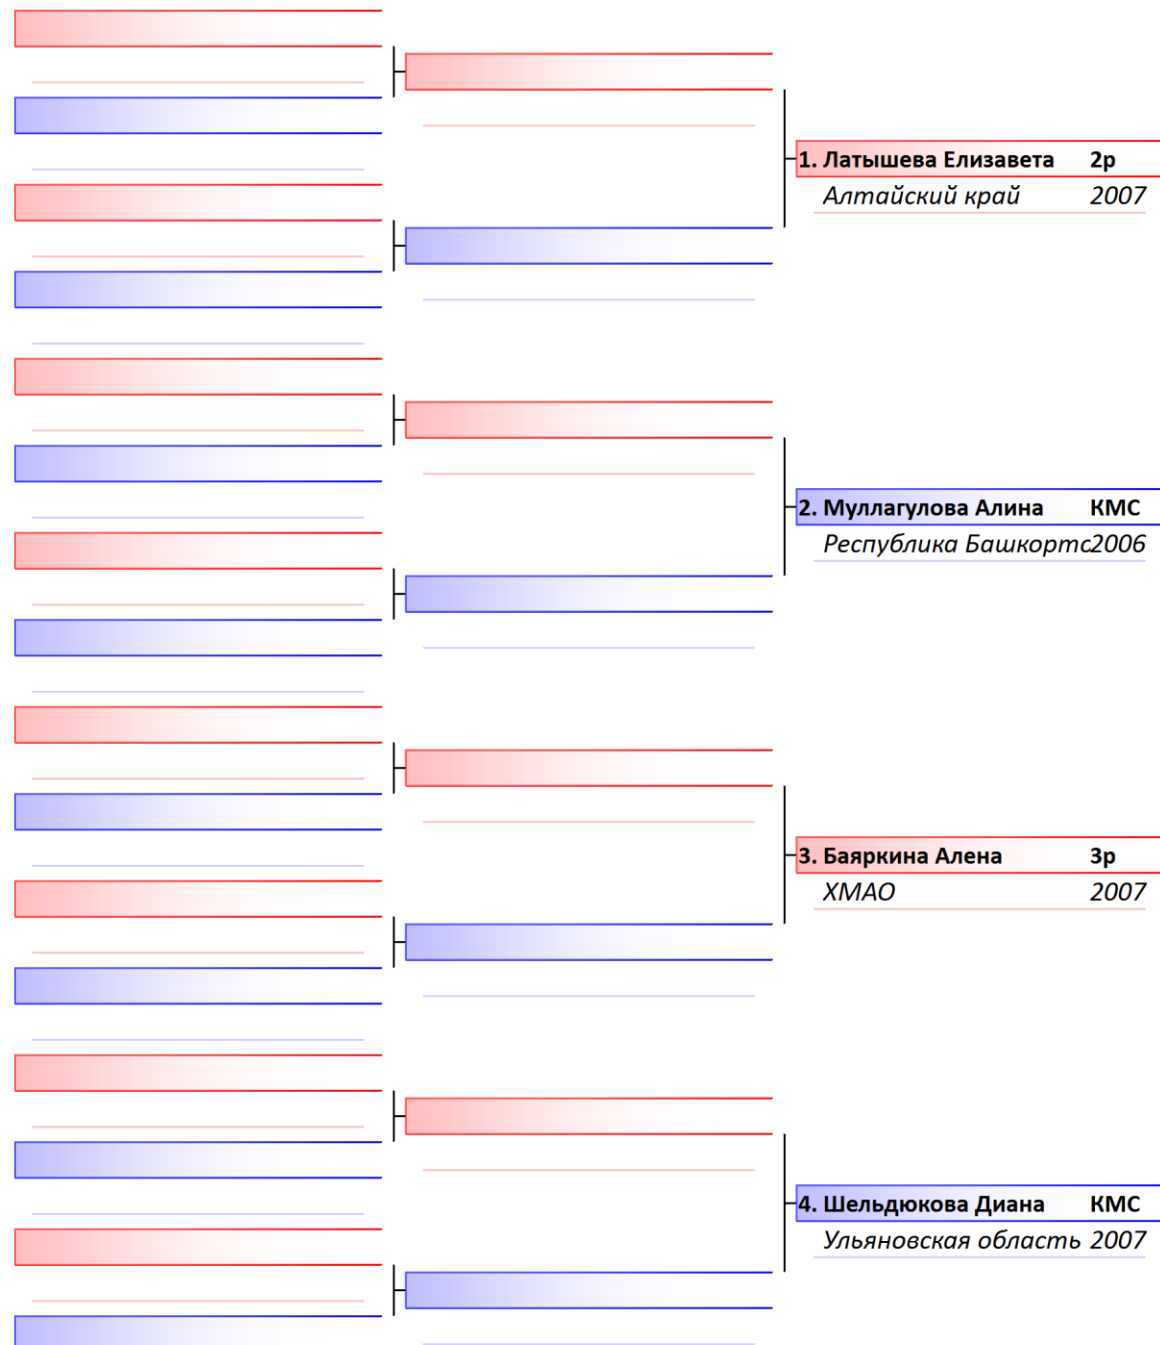 1. Латышева Елизавета 2р
Алтайский край 2007
2. Муллагулова Алина КМС
Республика Башкортс2006
3. Баяркина Алена 3р
ХМАО 2007
4. Шельдюкова Диана КМС
Ульяновская область 2007